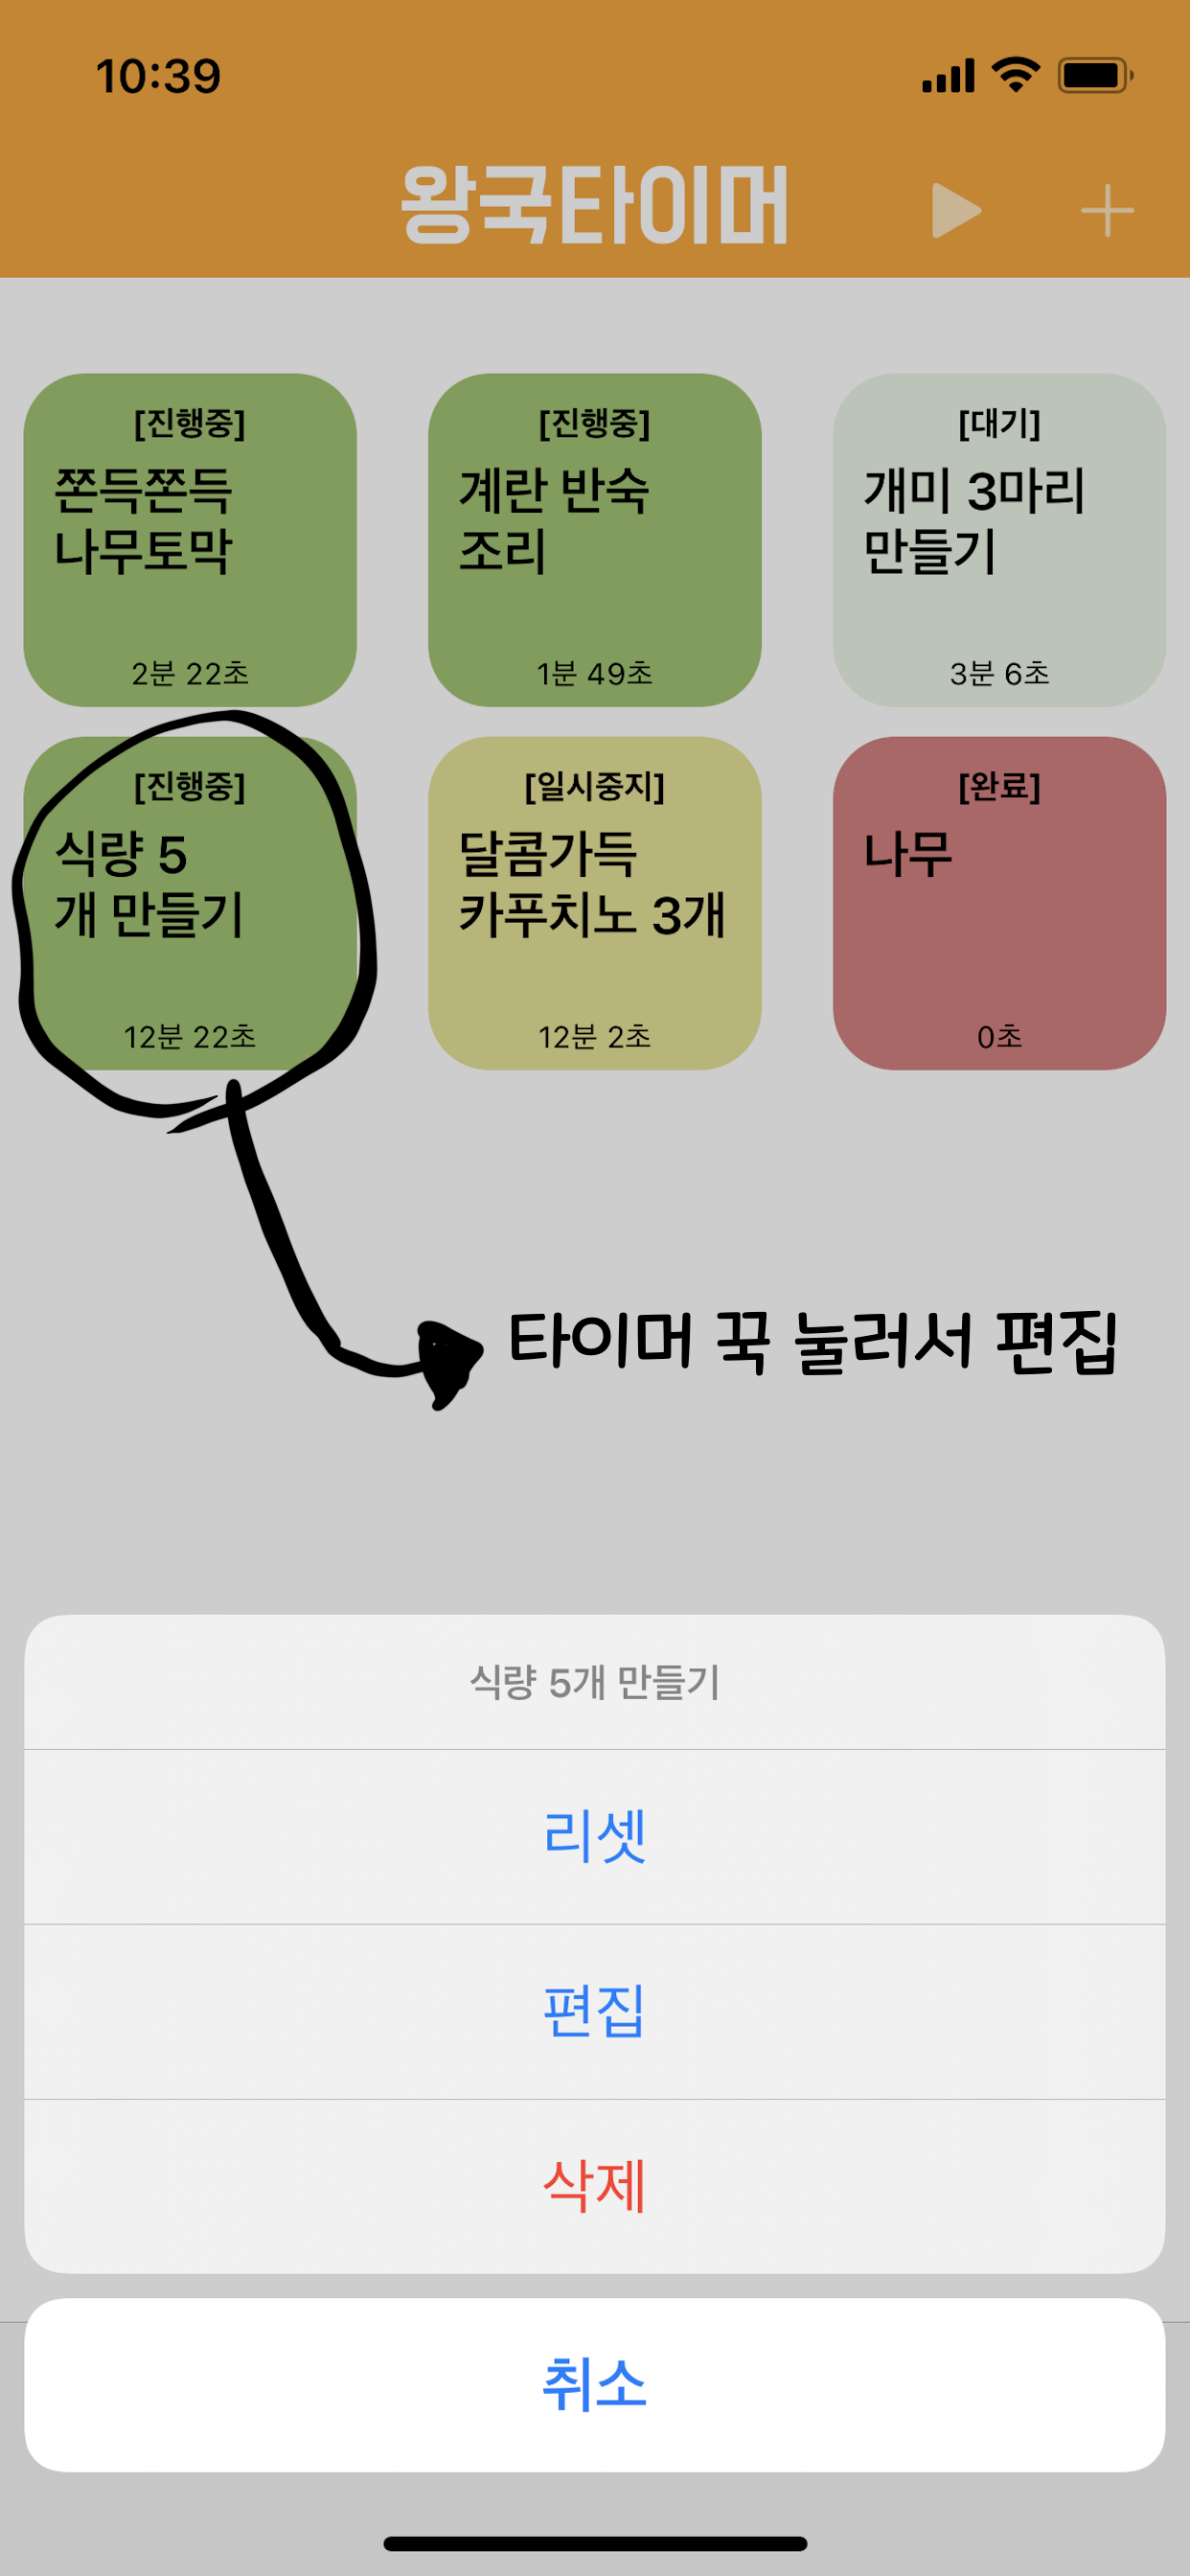 10:39
왕국타이머
[진행중]
쫀득쫀득
나무토막
2분 22초
[진행중]
계란 반숙
조리
1분 49초
[대기]
개미 3마리
만들기
3분 6초
[진행중]
식량 5
개 만들기
12분 22초
[일시중지]
달콤가득
카푸치노 3개
12분 2초
[완료]
나무
0초
타이머 꾹 눌러서 편집
식량 5개 만들기
리셋
편집
삭제
취소